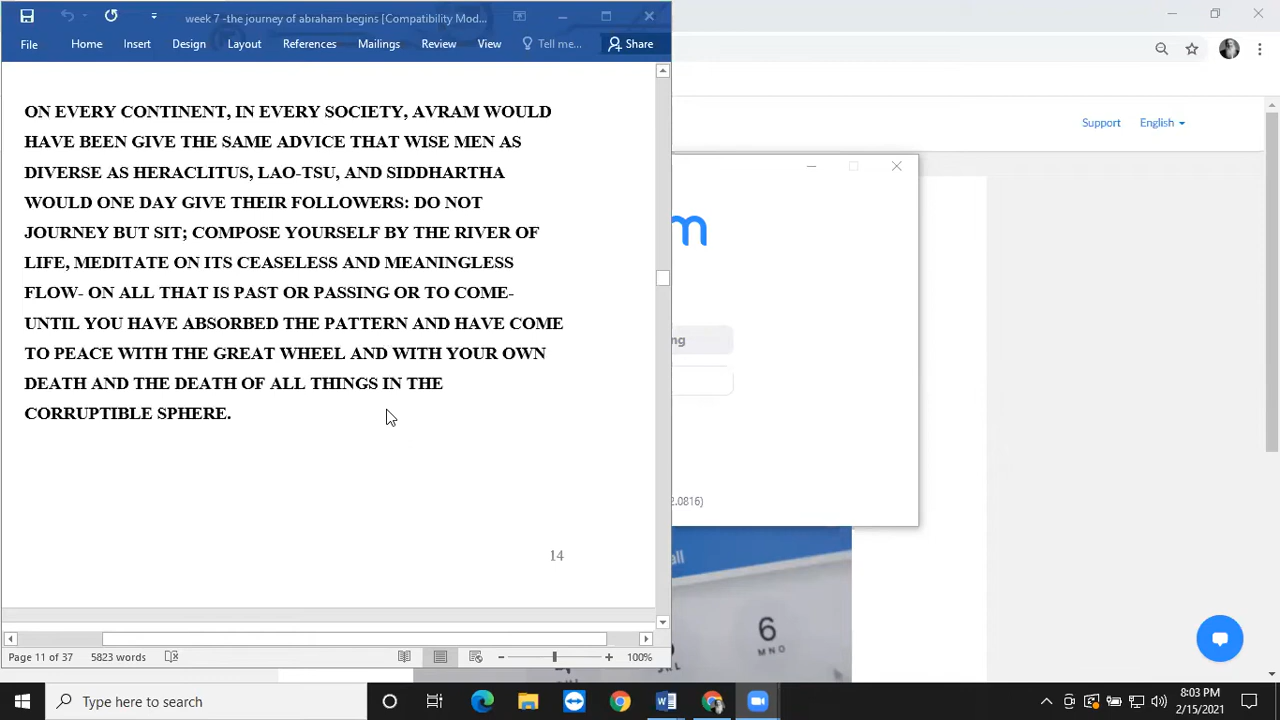 week 7 -the journey of abraham begins [Compatibility Mod...
File Home Insert Design Layout References Mailings Review View Tell me... Share
ON EVERY CONTINENT, IN EVERY SOCIETY, AVRAM WOULD
HAVE BEEN GIVE THE SAME ADVICE THAT WISE MEN AS
DIVERSE AS HERACLITUS, LAO-TSU, AND SIDDHARTHA
WOULD ONE DAY GIVE THEIR FOLLOWERS: DO NOT
JOURNEY BUT SIT; COMPOSE YOURSELF BY THE RIVER OF
LIFE, MEDITATE ON ITS CEASELESS AND MEANINGLESS
FLOW- ON ALL THAT IS PAST OR PASSING OR TO COME-
UNTIL YOU HAVE ABSORBED THE PATTERN AND HAVE COME
TO PEACE WITH THE GREAT WHEEL AND WITH YOUR OWN
DEATH AND THE DEATH OF ALL THINGS IN THE
CORRUPTIBLE SPHERE.
14
Page 11 of 37 5823 words 100%
Support English
m
ng
2.0816)
all
6
MNO
Type here to search
8:03 PM
2/15/2021